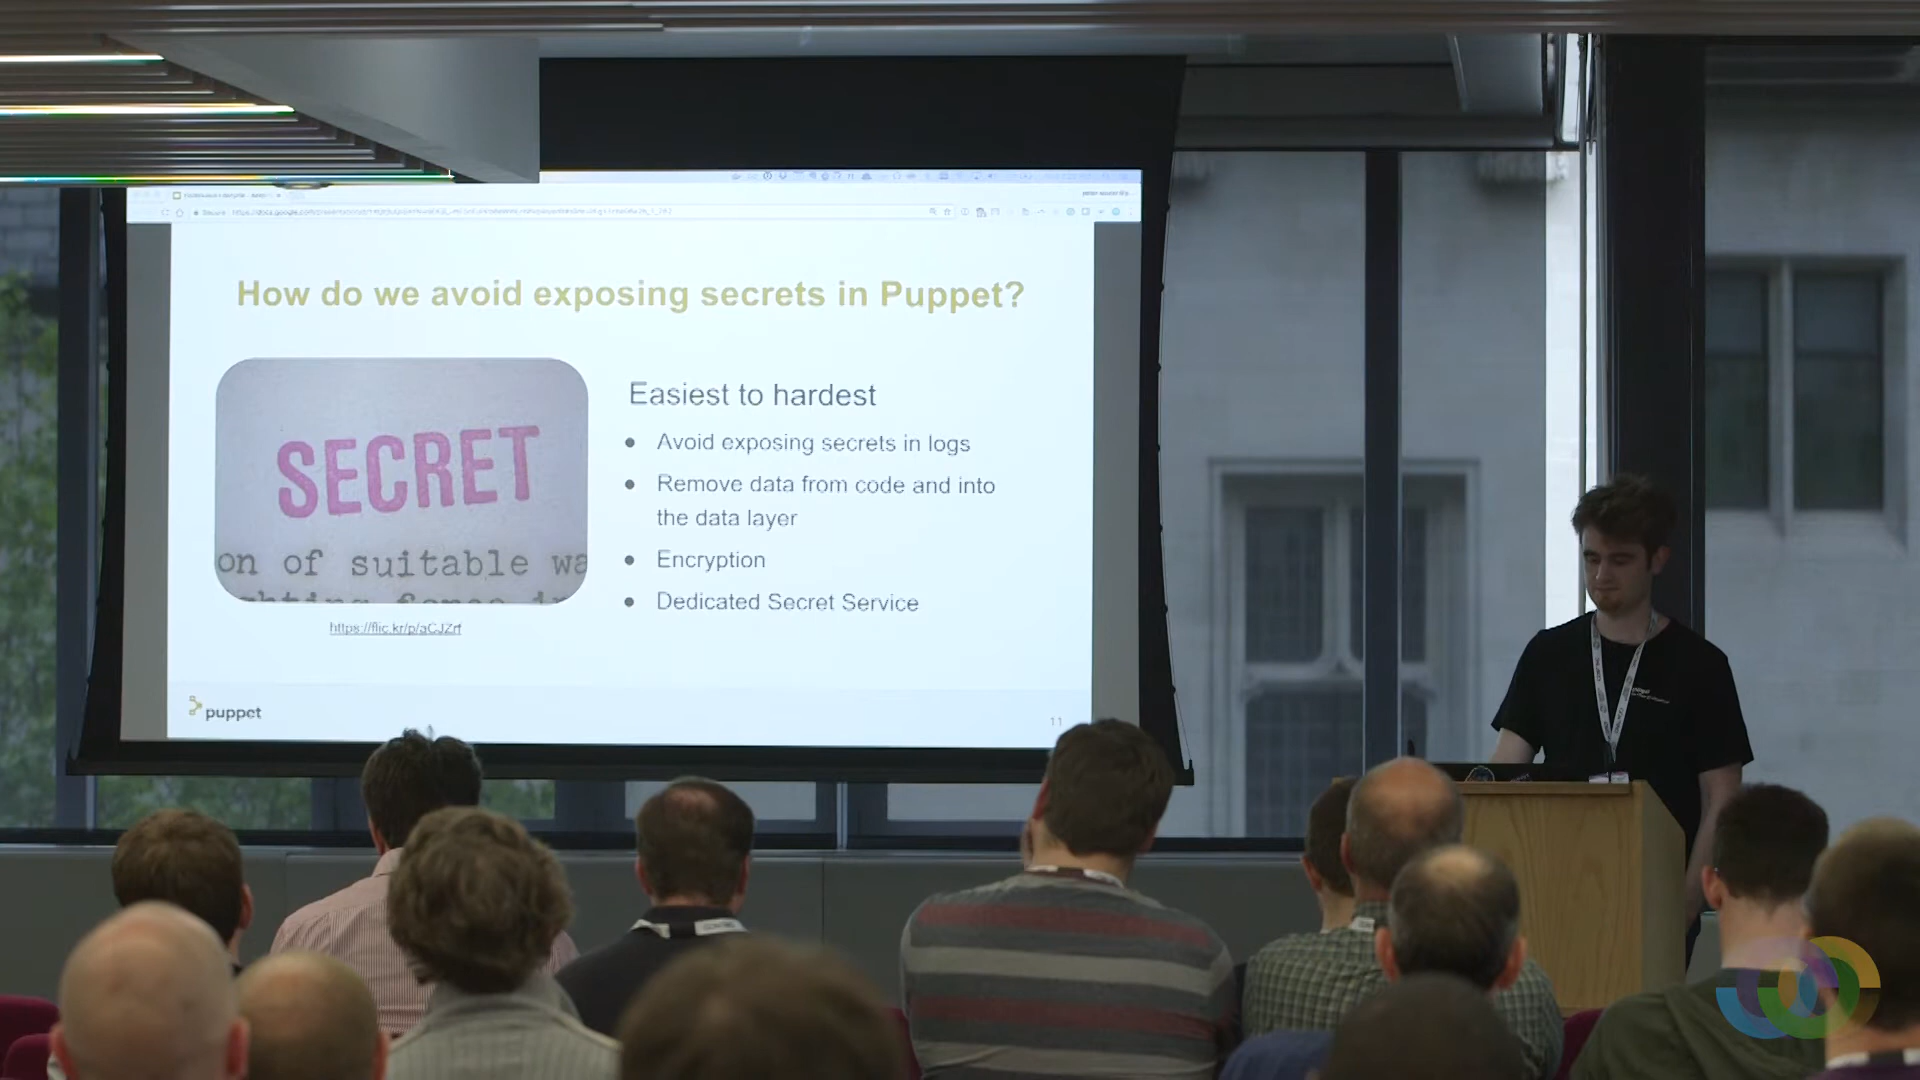 How do we avoid exposing secrets in Puppet?
SECRET
on of suitable wa
https://flic.kr/p/aCJZrf
Easiest to hardest
● Avoid exposing secrets in logs
● Remove data from code and into
the data layer
● Encryption
● Dedicated Secret Service
puppet
11